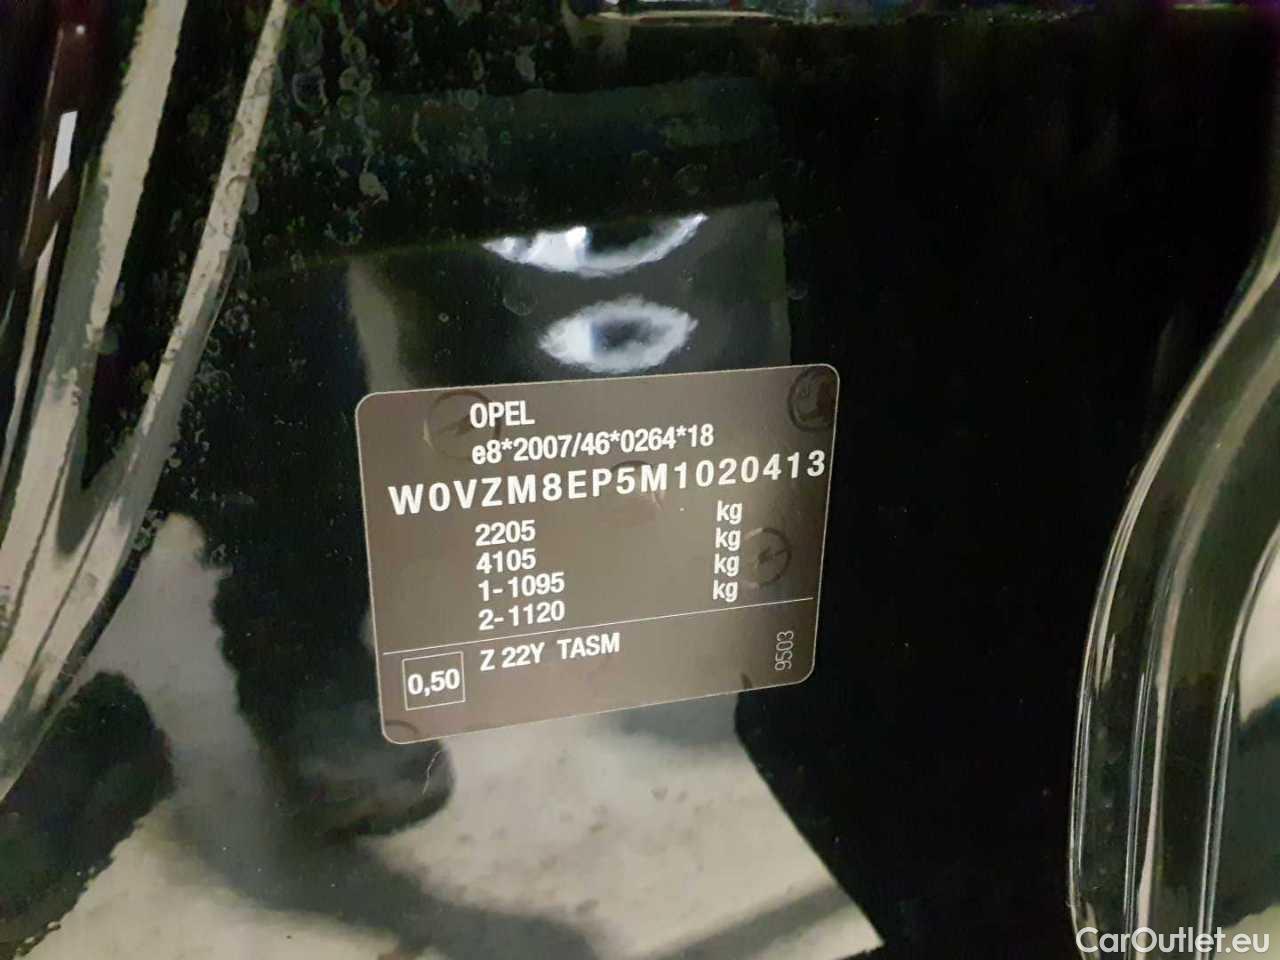 OPEL
e8*2007/46*0264*18
W0VZM8EP5M1020413
2205 kg
4105 kg
1-1095 kg
2-1120 kg
0,50 Z 22Y TASM 9503
CarOutlet.eu